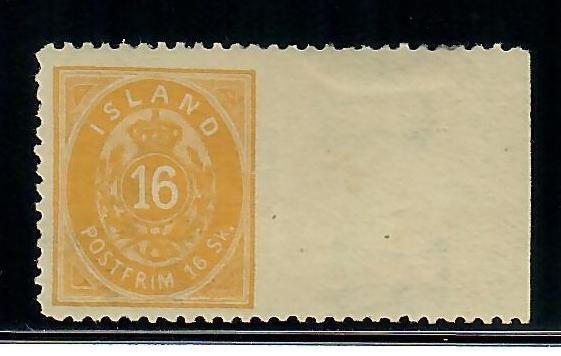 ISLAND
16
POSTFRIM 16 SK.